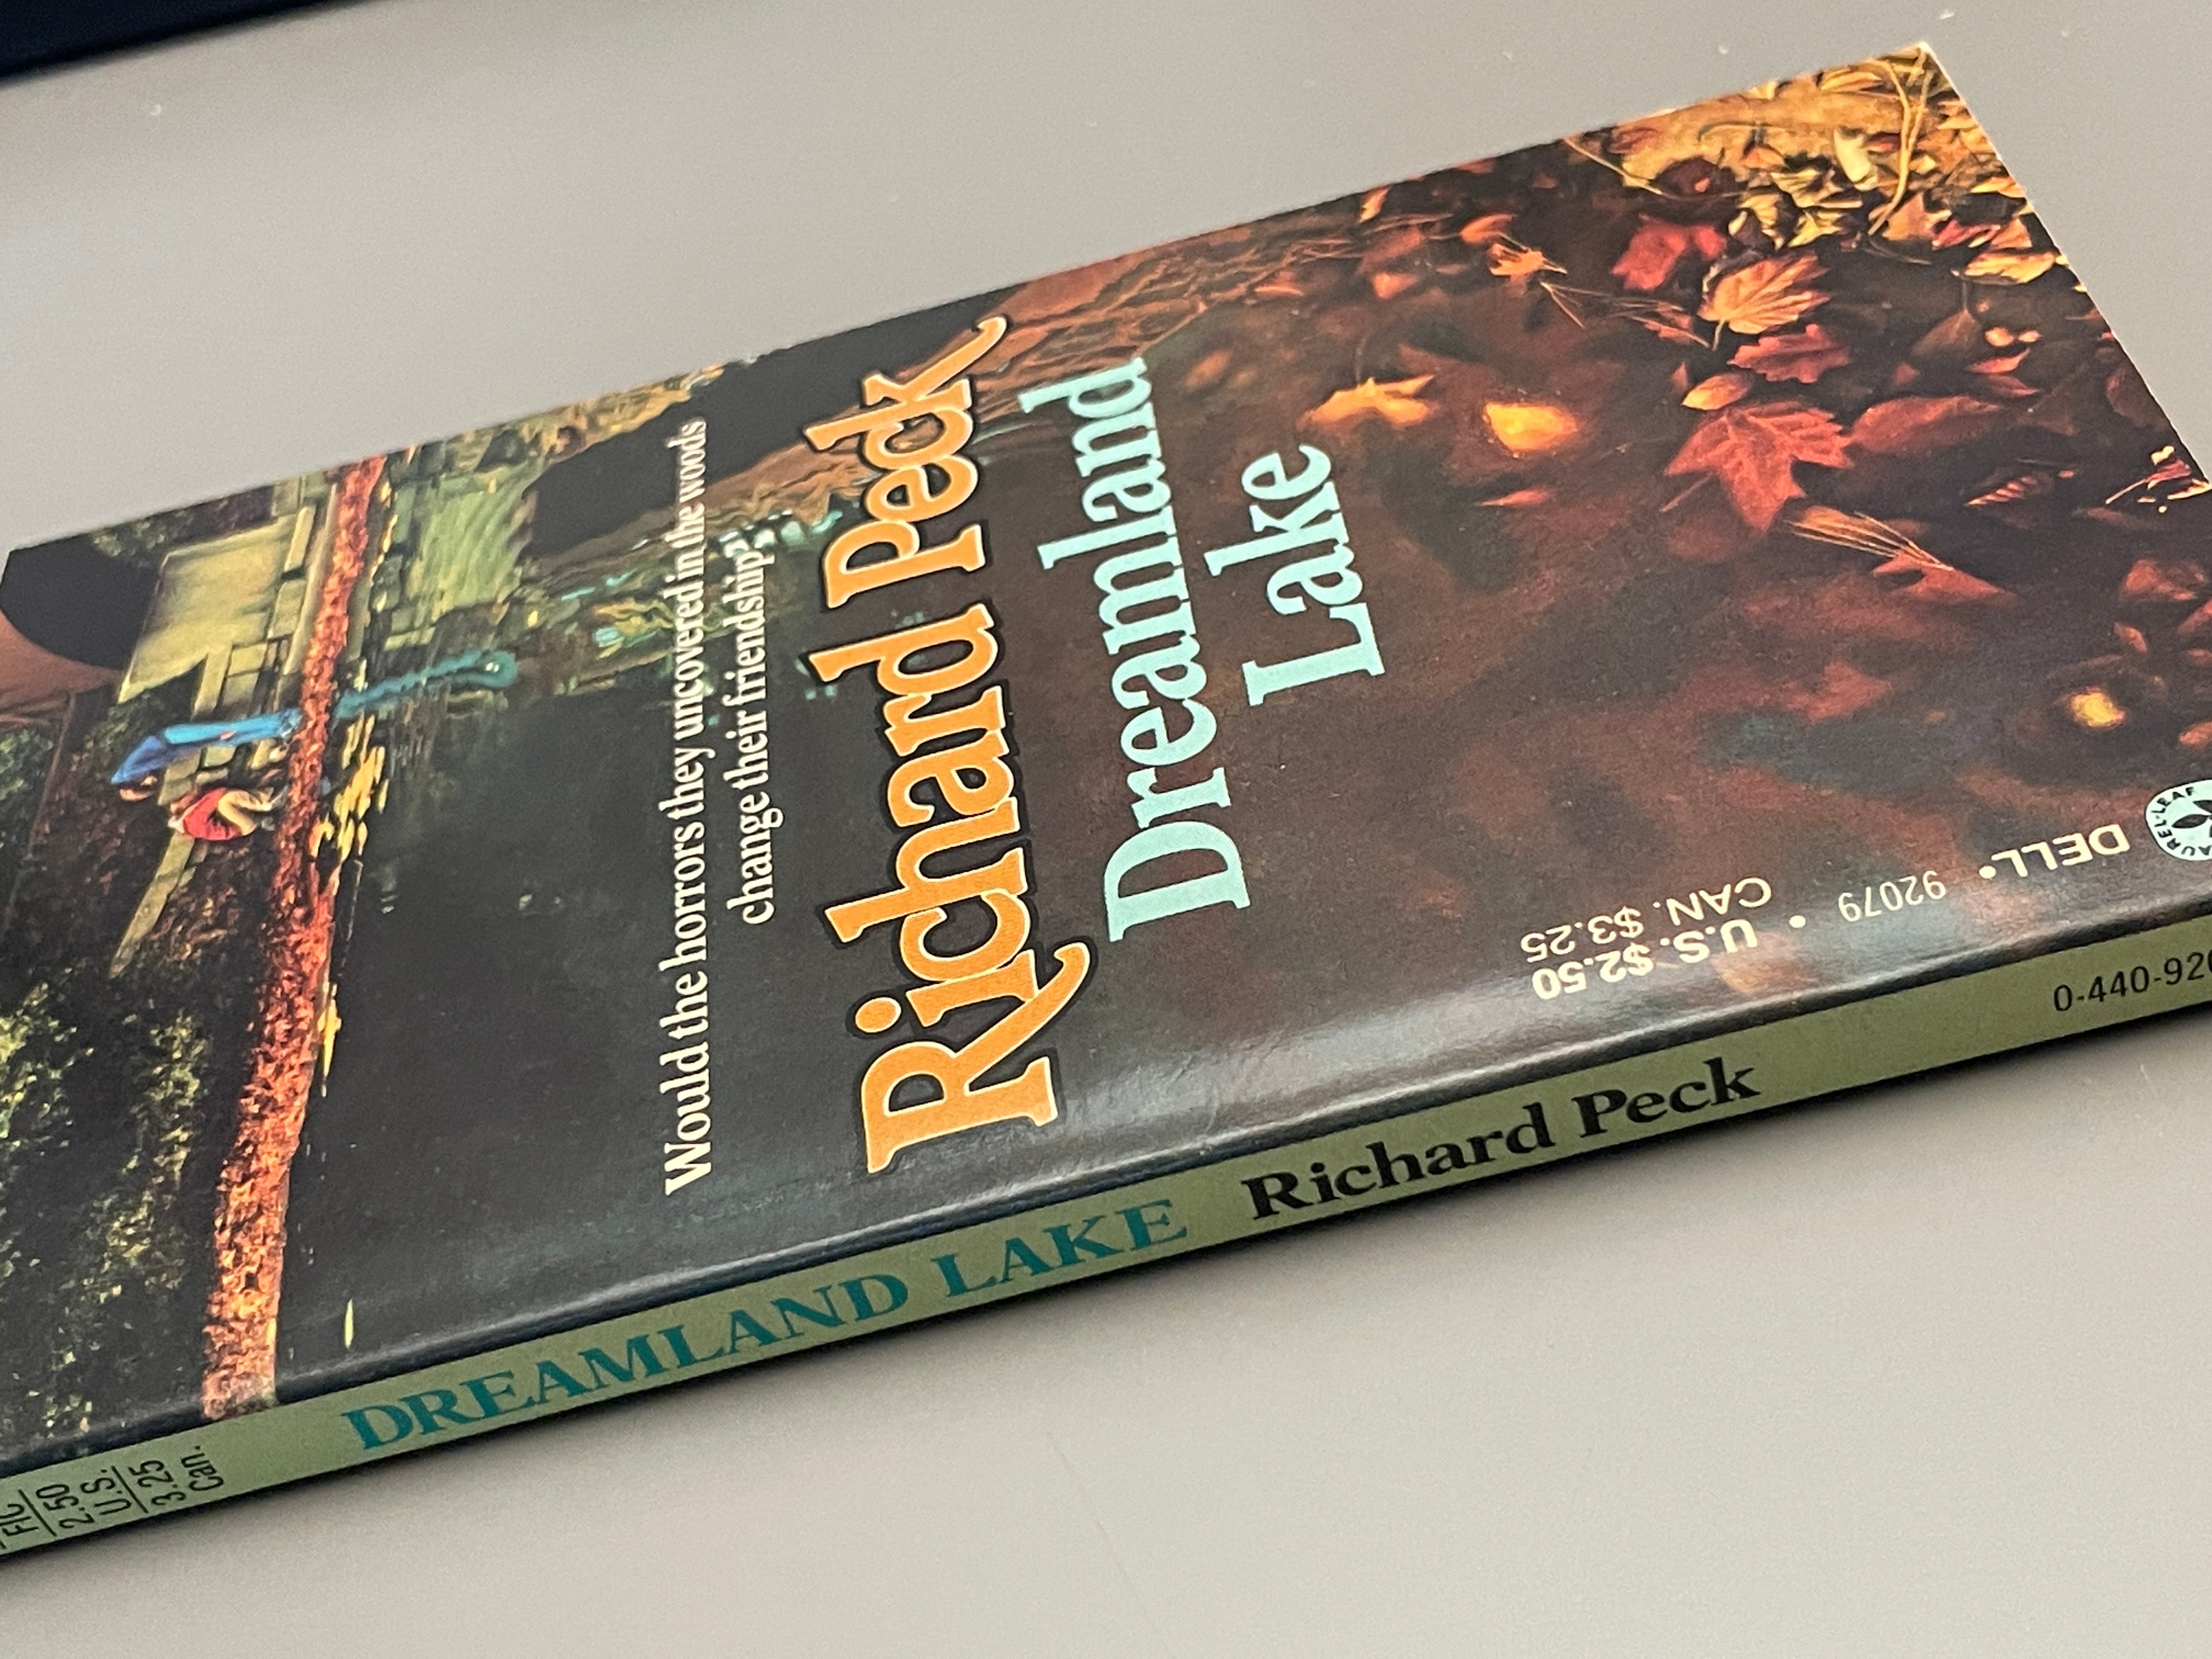 Would the horrors they uncovered in the woods
change their friendship?
Richard Peck
Dreamland
Lake
U.S. $2.50
CAN. $3.25
• 92079 • DELL
FIC
2.50
U.S.
3.25
Can.
DREAMLAND LAKE Richard Peck 0-440-920